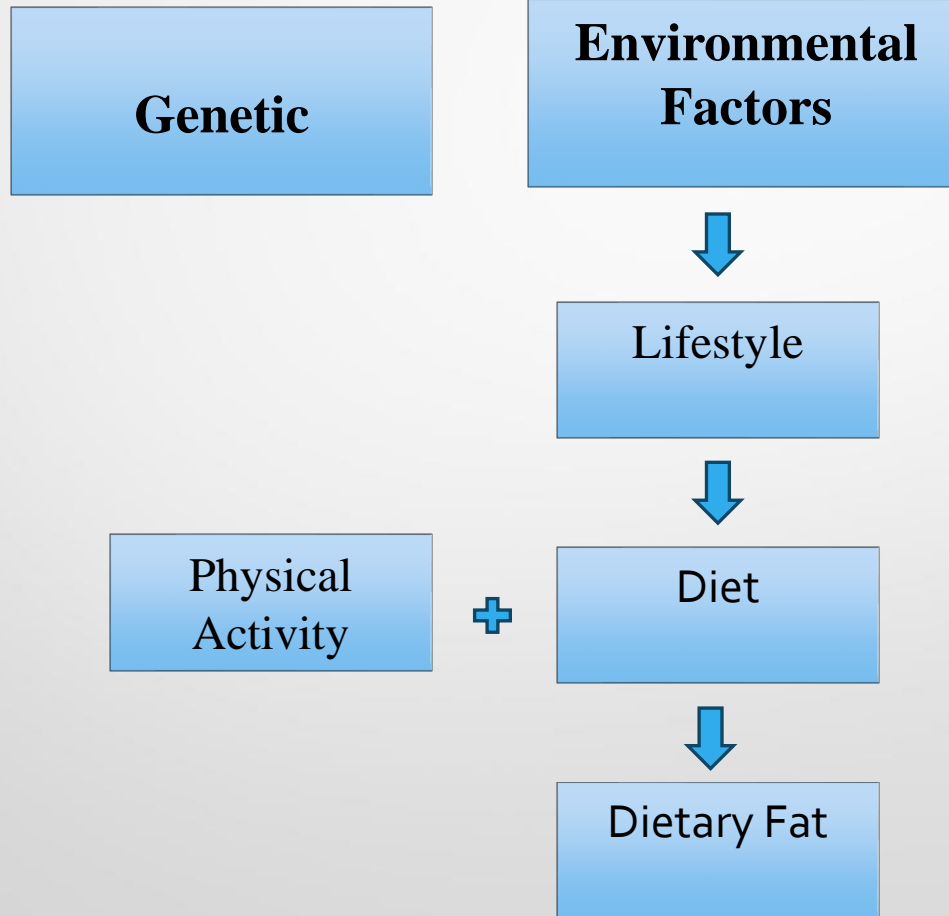 Genetic
Environmental
Factors
Lifestyle
Physical
Activity
Diet
Dietary Fat